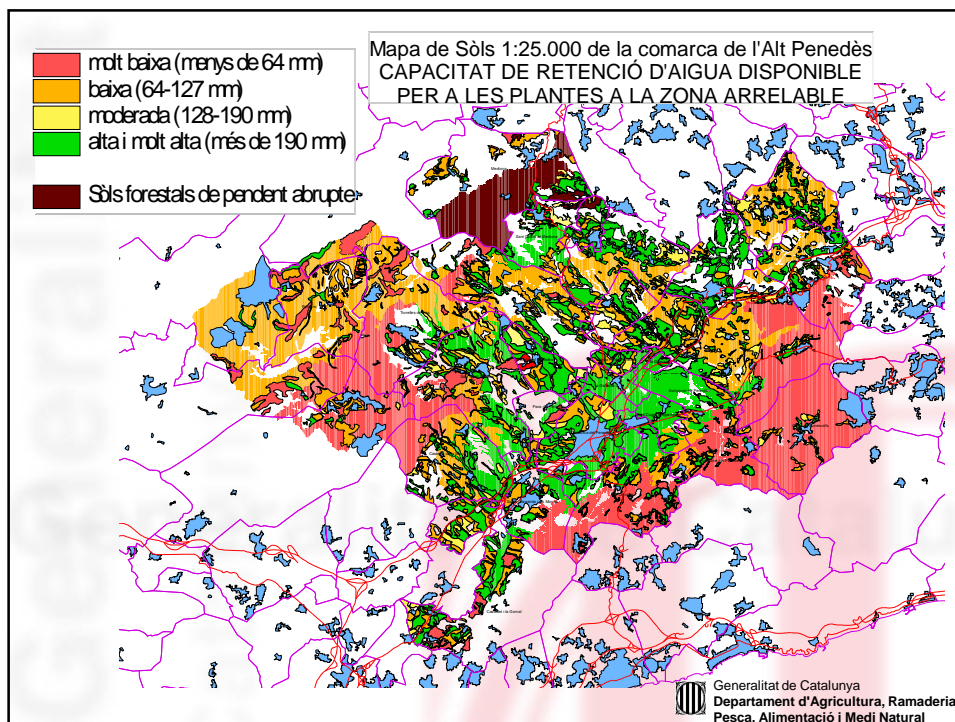 molt baixa (menys de 64 mm)
baixa (64-127 mm)
moderada (128-190 mm)
alta i molt alta (més de 190 mm)
Sòls forestals de pendent abrupte
Mapa de Sòls 1:25.000 de la comarca de l'Alt Penedès
CAPACITAT DE RETENCIÓ D'AIGUA DISPONIBLE
PER A LES PLANTES A LA ZONA ARRELABLE
Generalitat de Catalunya
Departament d'Agricultura, Ramaderia
Pesca, Alimentació i Medi Natural